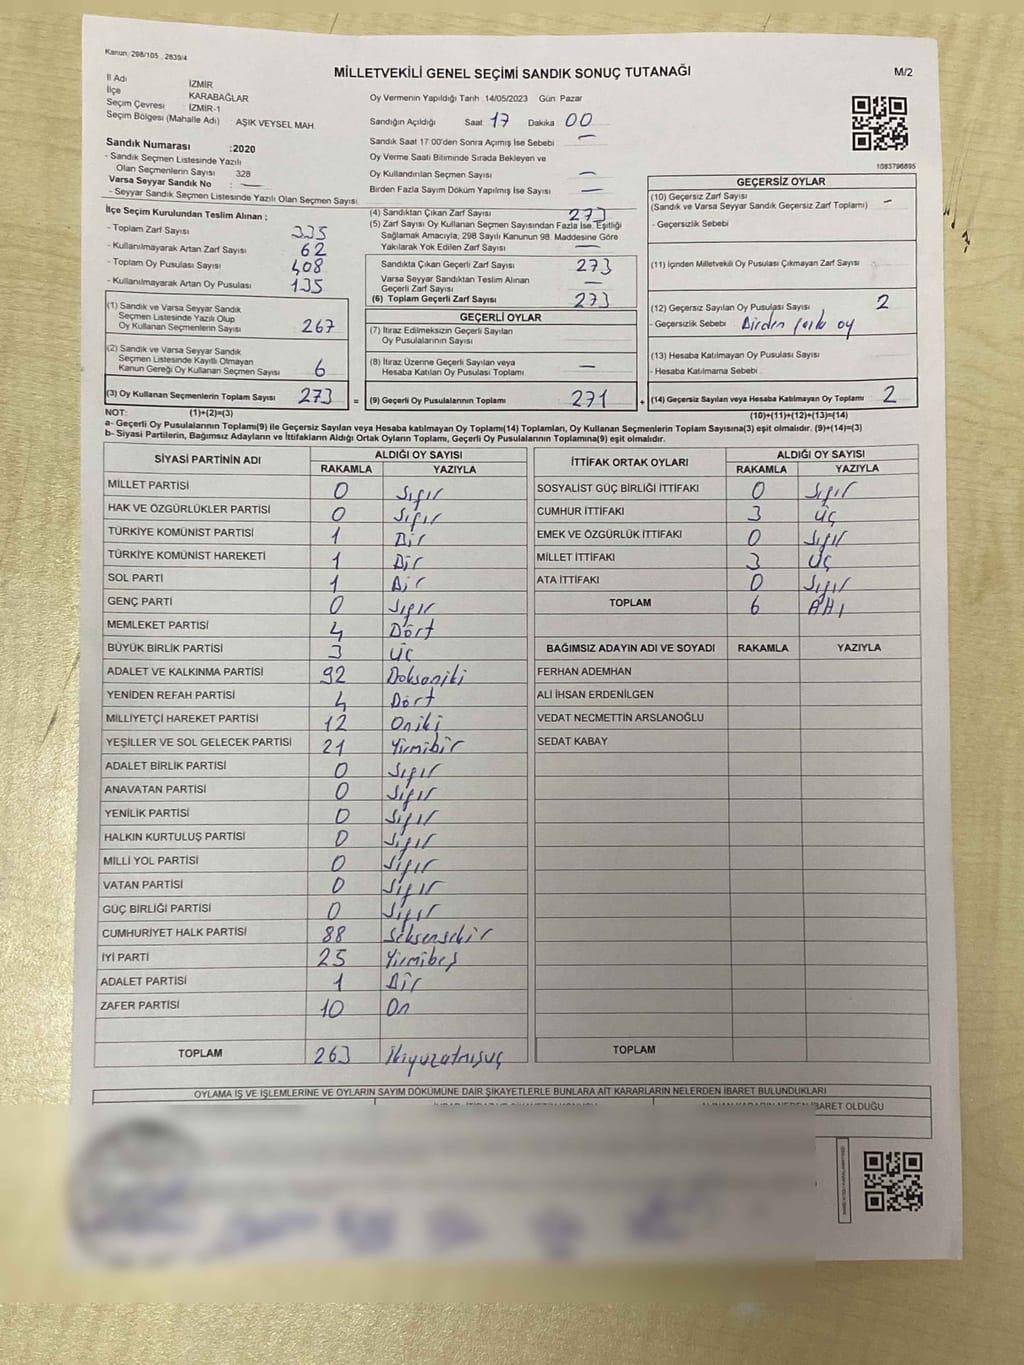 Kanun: 298/105 , 2839/4
MİLLETVEKİLİ GENEL SEÇİMİ SANDIK SONUÇ TUTANAĞI
M/2
İl Adı İZMİR
İlçe KARABAĞLAR
Seçim Çevresi İZMİR-1
Seçim Bölgesi (Mahalle Adı) AŞIK VEYSEL MAH.
Oy Vermenin Yapıldığı Tarih 14/05/2023 Gün: Pazar
Sandığın Açıldığı Saat 17 Dakika 00
Sandık Saat 17:00'den Sonra Açımış İse Sebebi —
Oy Verme Saati Bitiminde Sırada Bekleyen ve
Oy Kullandırılan Seçmen Sayısı —
Birden Fazla Sayım Döküm Yapılmış İse Sayısı —
1083796895
Sandık Numarası :2020
- Sandık Seçmen Listesinde Yazılı
Olan Seçmenlerin Sayısı 328
Varsa Seyyar Sandık No : —
- Seyyar Sandık Seçmen Listesinde Yazılı Olan Seçmen Sayısı
İlçe Seçim Kurulundan Teslim Alınan ;
- Toplam Zarf Sayısı 335
- Kullanılmayarak Artan Zarf Sayısı 62
- Toplam Oy Pusulası Sayısı 408
- Kullanılmayarak Artan Oy Pusulası 135
(1) Sandık ve Varsa Seyyar Sandık
Seçmen Listesinde Yazılı Olup
Oy Kullanan Seçmenlerin Sayısı 267
(2) Sandık ve Varsa Seyyar Sandık
Seçmen Listesinde Kayıtlı Olmayan
Kanun Gereği Oy Kullanan Seçmen Sayısı 6
(3) Oy Kullanan Seçmenlerin Toplam Sayısı 273 =
(4) Sandıktan Çıkan Zarf Sayısı 273
(5) Zarf Sayısı Oy Kullanan Seçmen Sayısından Fazla İse, Eşitliği
Sağlamak Amacıyla; 298 Sayılı Kanunun 98. Maddesine Göre
Yakılarak Yok Edilen Zarf Sayısı —
Sandıkta Çıkan Geçerli Zarf Sayısı 273
Varsa Seyyar Sandıktan Teslim Alınan
Geçerli Zarf Sayısı —
(6) Toplam Geçerli Zarf Sayısı 273
GEÇERLİ OYLAR
(7) İtiraz Edilmeksizin Geçerli Sayılan
Oy Pusulalarının Sayısı
(8) İtiraz Üzerine Geçerli Sayılan veya
Hesaba Katılan Oy Pusulası Toplamı —
(9) Geçerli Oy Pusulalarının Toplamı 271 +
GEÇERSİZ OYLAR
(10) Geçersiz Zarf Sayısı
(Sandık ve Varsa Seyyar Sandık Geçersiz Zarf Toplamı) -
- Geçersizlik Sebebi
(11) İçinden Milletvekili Oy Pusulası Çıkmayan Zarf Sayısı
(12) Geçersiz Sayılan Oy Pusulası Sayısı 2
- Geçersizlik Sebebi Birden fazla oy
(13) Hesaba Katılmayan Oy Pusulası Sayısı
- Hesaba Katılmama Sebebi
(14) Geçersiz Sayılan veya Hesaba Katılmayan Oy Toplamı 2
NOT: (1)+(2)=(3) (10)+(11)+(12)+(13)=(14)
a- Geçerli Oy Pusulalarının Toplamı(9) ile Geçersiz Sayılan veya Hesaba katılmayan Oy Toplamı(14) Toplamları, Oy Kullanan Seçmenlerin Toplam Sayısına(3) eşit olmalıdır. (9)+(14)=(3)
b- Siyasi Partilerin, Bağımsız Adayların ve İttifakların Aldığı Ortak Oyların Toplamı, Geçerli Oy Pusulalarının Toplamına(9) eşit olmalıdır.
SİYASİ PARTİNİN ADI ALDIĞI OY SAYISI
RAKAMLA YAZIYLA
MİLLET PARTİSİ 0 Sıfır
HAK VE ÖZGÜRLÜKLER PARTİSİ 0 Sıfır
TÜRKİYE KOMÜNİST PARTİSİ 1 Bir
TÜRKİYE KOMÜNİST HAREKETİ 1 Bir
SOL PARTİ 1 Bir
GENÇ PARTİ 0 Sıfır
MEMLEKET PARTİSİ 4 Dört
BÜYÜK BİRLİK PARTİSİ 3 Üç
ADALET VE KALKINMA PARTİSİ 92 Doksaniki
YENİDEN REFAH PARTİSİ 4 Dört
MİLLİYETÇİ HAREKET PARTİSİ 12 Oniki
YEŞİLLER VE SOL GELECEK PARTİSİ 21 Yirmibir
ADALET BİRLİK PARTİSİ 0 Sıfır
ANAVATAN PARTİSİ 0 Sıfır
YENİLİK PARTİSİ 0 Sıfır
HALKIN KURTULUŞ PARTİSİ 0 Sıfır
MİLLİ YOL PARTİSİ 0 Sıfır
VATAN PARTİSİ 0 Sıfır
GÜÇ BİRLİĞİ PARTİSİ 0 Sıfır
CUMHURİYET HALK PARTİSİ 88 Seksensekir
İYİ PARTİ 25 Yirmibeş
ADALET PARTİSİ 1 Bir
ZAFER PARTİSİ 10 On
TOPLAM 263 İkiyüzatmışüç
İTTİFAK ORTAK OYLARI ALDIĞI OY SAYISI
RAKAMLA YAZIYLA
SOSYALİST GÜÇ BİRLİĞİ İTTİFAKI 0 Sıfır
CUMHUR İTTİFAKI 3 üç
EMEK VE ÖZGÜRLÜK İTTİFAKI 0 Sıfır
MİLLET İTTİFAKI 3 Üç
ATA İTTİFAKI 0 Sıfır
TOPLAM 6 Altı
BAĞIMSIZ ADAYIN ADI VE SOYADI RAKAMLA YAZIYLA
FERHAN ADEMHAN
ALİ İHSAN ERDENİLGEN
VEDAT NECMETTİN ARSLANOĞLU
SEDAT KABAY
TOPLAM
OYLAMA İŞ VE İŞLEMLERİNE VE OYLARIN SAYIM DÖKÜMÜNE DAİR ŞİKAYETLERLE BUNLARA AİT KARARLARIN NELERDEN İBARET BULUNDUKLARI
İBARET OLDUĞU